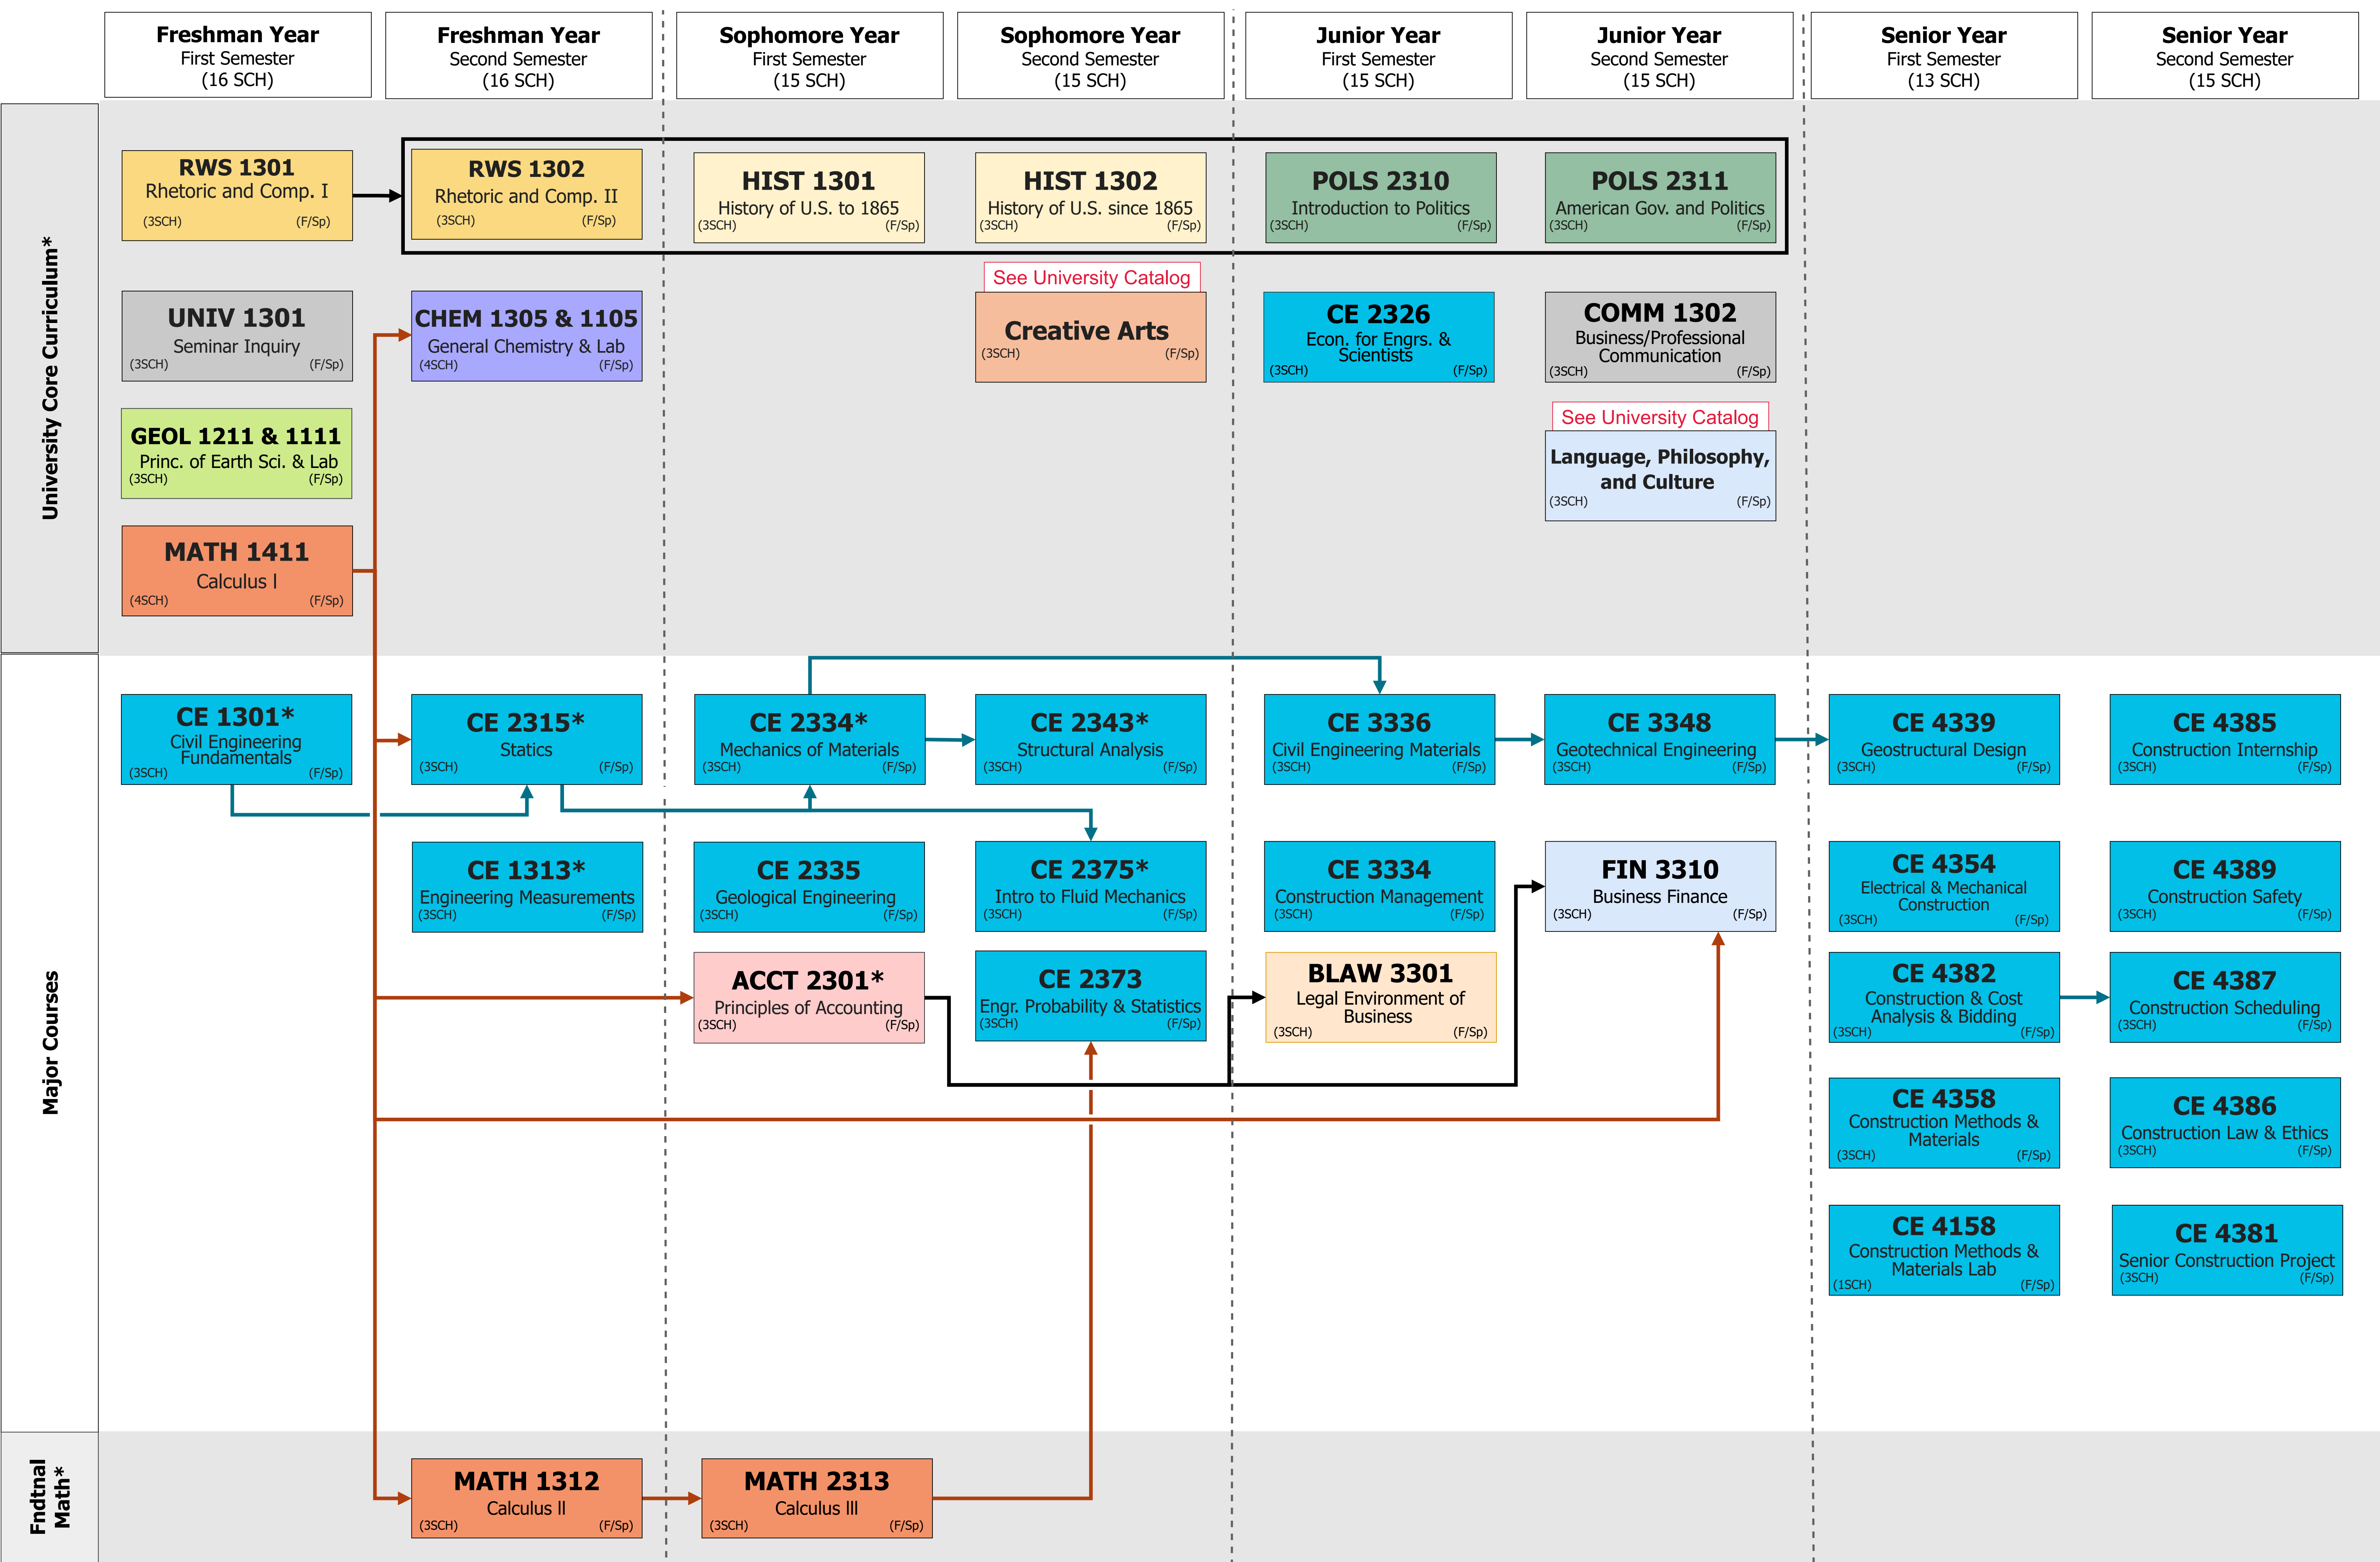 Freshman Year
First Semester
(16 SCH)
Freshman Year
Second Semester
(16 SCH)
Sophomore Year
First Semester
(15 SCH)
Sophomore Year
Second Semester
(15 SCH)
Junior Year
First Semester
(15 SCH)
Junior Year
Second Semester
(15 SCH)
Senior Year
First Semester
(13 SCH)
Senior Year
Second Semester
(15 SCH)
University Core Curriculum*
RWS 1301
Rhetoric and Comp. I
(3SCH) (F/Sp)
RWS 1302
Rhetoric and Comp. II
(3SCH) (F/Sp)
HIST 1301
History of U.S. to 1865
(3SCH) (F/Sp)
HIST 1302
History of U.S. since 1865
(3SCH) (F/Sp)
POLS 2310
Introduction to Politics
(3SCH) (F/Sp)
POLS 2311
American Gov. and Politics
(3SCH) (F/Sp)
UNIV 1301
Seminar Inquiry
(3SCH) (F/Sp)
CHEM 1305 & 1105
General Chemistry & Lab
(4SCH) (F/Sp)
See University Catalog
Creative Arts
(3SCH) (F/Sp)
CE 2326
Econ. for Engrs. &
Scientists
(3SCH) (F/Sp)
COMM 1302
Business/Professional
Communication
(3SCH) (F/Sp)
GEOL 1211 & 1111
Princ. of Earth Sci. & Lab
(3SCH) (F/Sp)
See University Catalog
Language, Philosophy,
and Culture
(3SCH) (F/Sp)
MATH 1411
Calculus l
(4SCH) (F/Sp)
Major Courses
CE 1301*
Civil Engineering
Fundamentals
(3SCH) (F/Sp)
CE 2315*
Statics
(3SCH) (F/Sp)
CE 2334*
Mechanics of Materials
(3SCH) (F/Sp)
CE 2343*
Structural Analysis
(3SCH) (F/Sp)
CE 3336
Civil Engineering Materials
(3SCH) (F/Sp)
CE 3348
Geotechnical Engineering
(3SCH) (F/Sp)
CE 4339
Geostructural Design
(3SCH) (F/Sp)
CE 4385
Construction Internship
(3SCH) (F/Sp)
CE 1313*
Engineering Measurements
(3SCH) (F/Sp)
CE 2335
Geological Engineering
(3SCH) (F/Sp)
CE 2375*
Intro to Fluid Mechanics
(3SCH) (F/Sp)
CE 3334
Construction Management
(3SCH) (F/Sp)
FIN 3310
Business Finance
(3SCH) (F/Sp)
CE 4354
Electrical & Mechanical
Construction
(3SCH) (F/Sp)
CE 4389
Construction Safety
(3SCH) (F/Sp)
ACCT 2301*
Principles of Accounting
(3SCH) (F/Sp)
CE 2373
Engr. Probability & Statistics
(3SCH) (F/Sp)
BLAW 3301
Legal Environment of
Business
(3SCH) (F/Sp)
CE 4382
Construction & Cost
Analysis & Bidding
(3SCH) (F/Sp)
CE 4387
Construction Scheduling
(3SCH) (F/Sp)
CE 4358
Construction Methods &
Materials
(3SCH) (F/Sp)
CE 4386
Construction Law & Ethics
(3SCH) (F/Sp)
CE 4158
Construction Methods &
Materials Lab
(1SCH) (F/Sp)
CE 4381
Senior Construction Project
(3SCH) (F/Sp)
Fndtnal
Math*
MATH 1312
Calculus ll
(3SCH) (F/Sp)
MATH 2313
Calculus lll
(3SCH) (F/Sp)